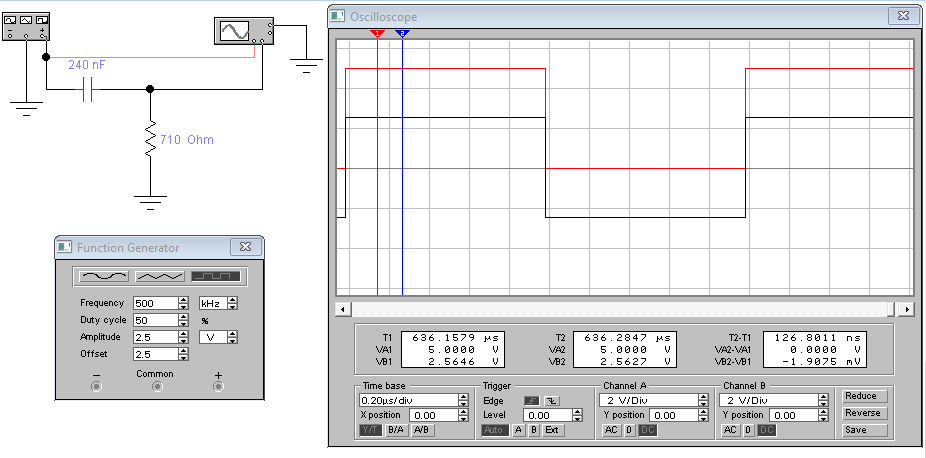 Oscilloscope
1
2
240 nF
710 Ohm
Function Generator
Frequency 500 kHz
Duty cycle 50 %
Amplitude 2.5 V
Offset 2.5
− Common +
T1 636.1579 µs
VA1 5.0000 V
VB1 2.5646 V
T2 636.2847 µs
VA2 5.0000 V
VB2 2.5627 V
T2-T1 126.8011 ns
VA2-VA1 0.0000 V
VB2-VB1 -1.9075 mV
Time base
0.20µs/div
X position 0.00
Y/T B/A A/B
Trigger
Edge
Level 0.00
Auto A B Ext
Channel A
2 V/Div
Y position 0.00
AC 0 DC
Channel B
2 V/Div
Y position 0.00
AC 0 DC
Reduce
Reverse
Save